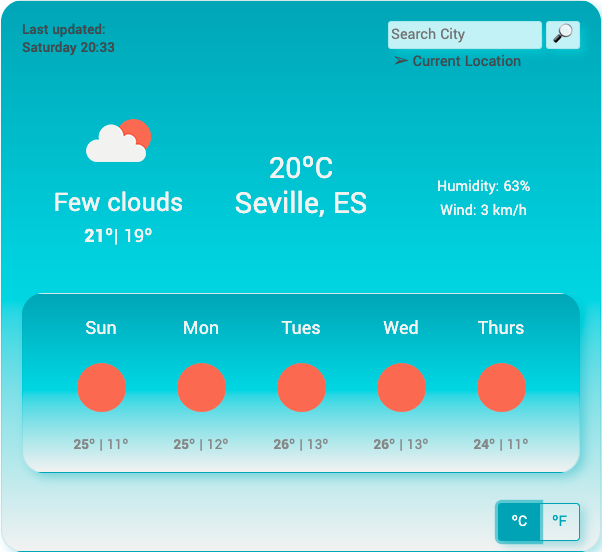 Last updated:
Saturday 20:33
Search City
➢ Current Location
Few clouds
21º| 19º
20ºC
Seville, ES
Humidity: 63%
Wind: 3 km/h
Sun Mon Tues Wed Thurs
25º | 11º 25º | 12º 26º | 13º 26º | 13º 24º | 11º
ºC ºF